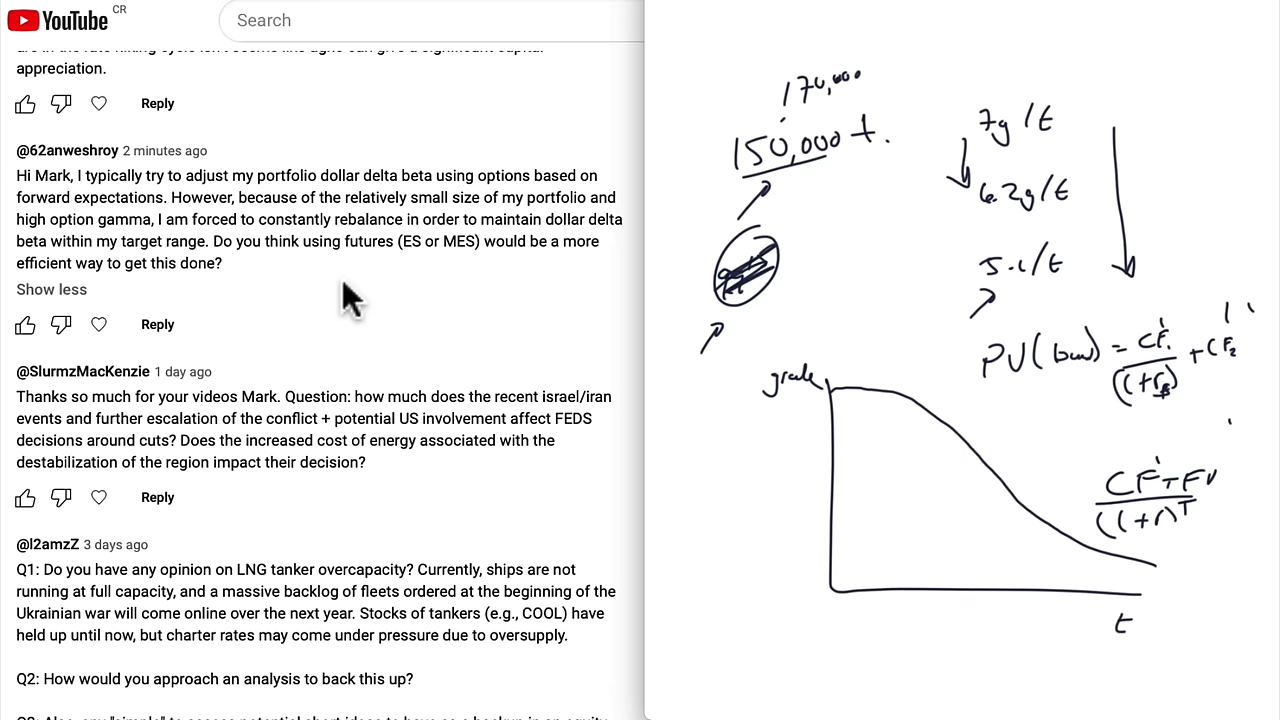 YouTube CR
Search
appreciation.
Reply
@62anweshroy 2 minutes ago
Hi Mark, I typically try to adjust my portfolio dollar delta beta using options based on
forward expectations. However, because of the relatively small size of my portfolio and
high option gamma, I am forced to constantly rebalance in order to maintain dollar delta
beta within my target range. Do you think using futures (ES or MES) would be a more
efficient way to get this done?
Show less
Reply
@SlurmzMacKenzie 1 day ago
Thanks so much for your videos Mark. Question: how much does the recent israel/iran
events and further escalation of the conflict + potential US involvement affect FEDS
decisions around cuts? Does the increased cost of energy associated with the
destabilization of the region impact their decision?
Reply
@l2amzZ 3 days ago
Q1: Do you have any opinion on LNG tanker overcapacity? Currently, ships are not
running at full capacity, and a massive backlog of fleets ordered at the beginning of the
Ukrainian war will come online over the next year. Stocks of tankers (e.g., COOL) have
held up until now, but charter rates may come under pressure due to oversupply.
Q2: How would you approach an analysis to back this up?
170,000
150,000 t.
7g/t
6.2g/t
PV( ) = CF1 + CF2
grade
CF + FV
(1+r)T
t